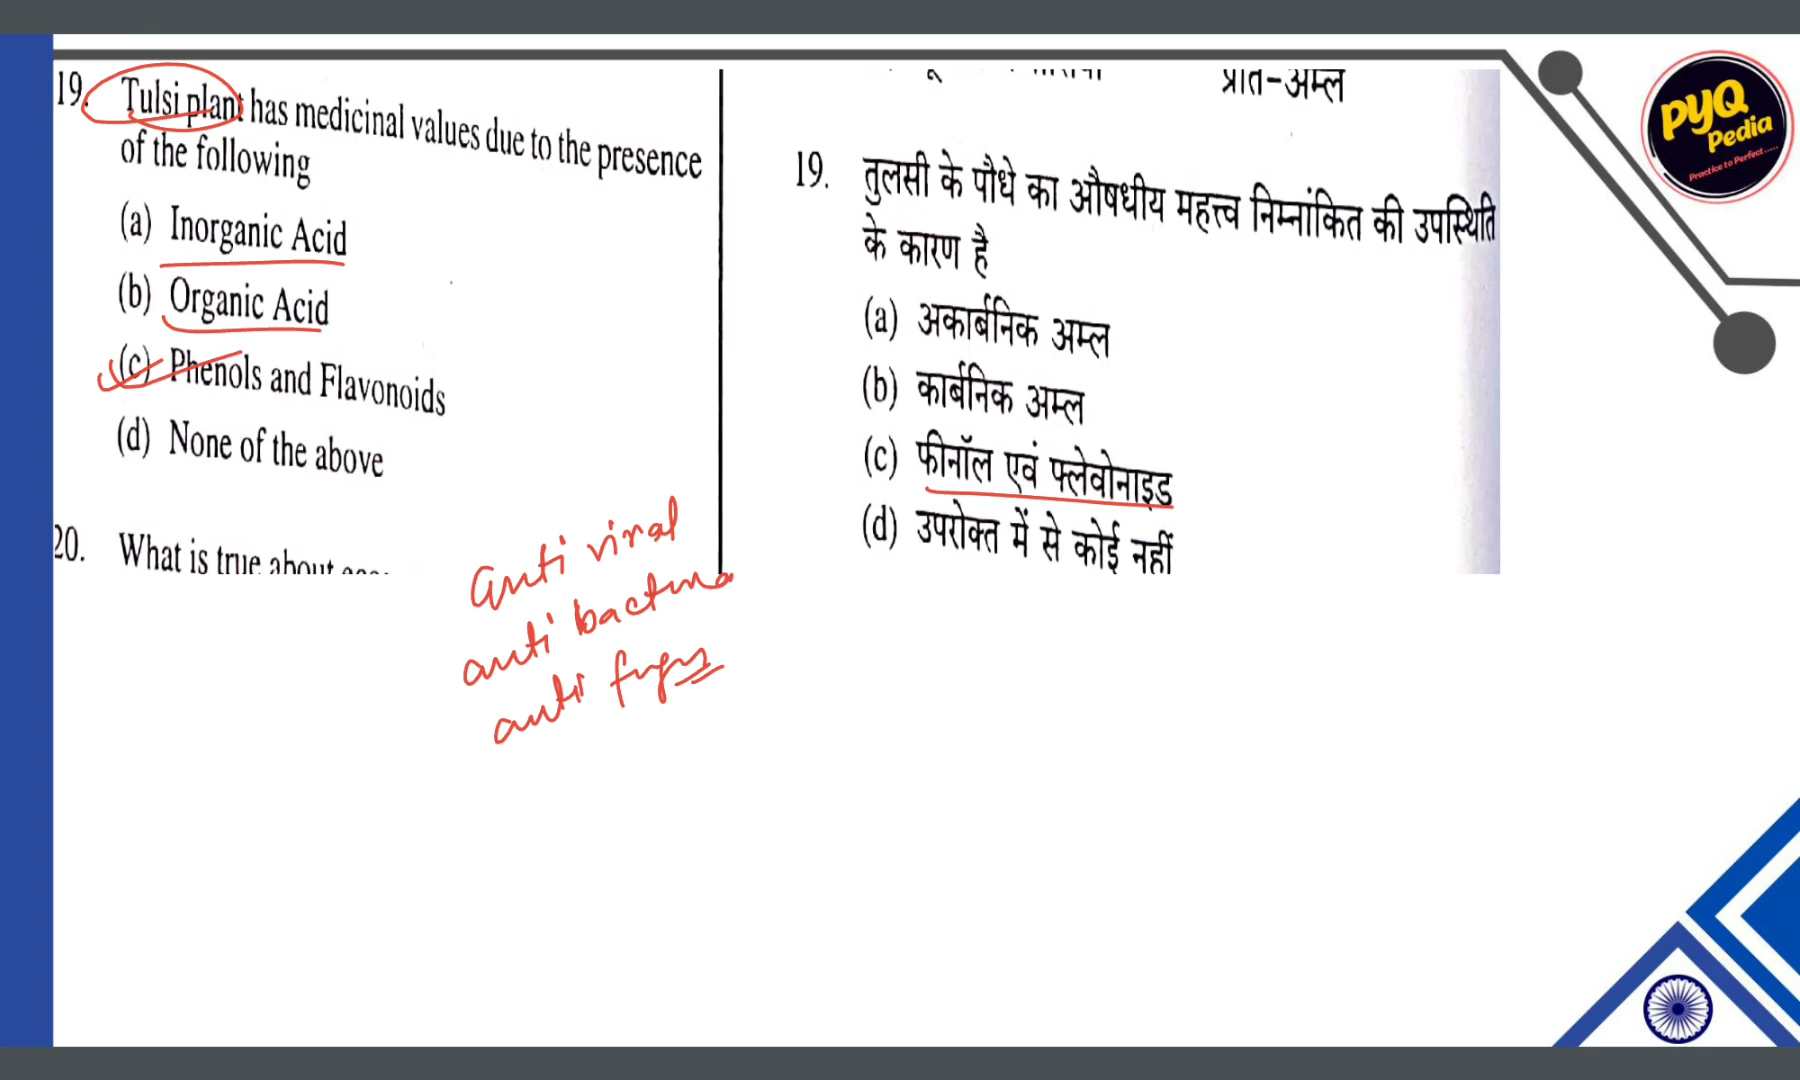 19. Tulsi plant has medicinal values due to the presence
of the following
(a) Inorganic Acid
(b) Organic Acid
(c) Phenols and Flavonoids
(d) None of the above
20. What is true about
anti viral
anti
anti
प्रति-अम्ल
19. तुलसी के पौधे का औषधीय महत्त्व निम्नांकित की उपस्थिति
के कारण है
(a) अकार्बनिक अम्ल
(b) कार्बनिक अम्ल
(c) फीनॉल एवं फ्लेवोनाइड
(d) उपरोक्त में से कोई नहीं
PYQ
Pedia
Practice to Perfect.....